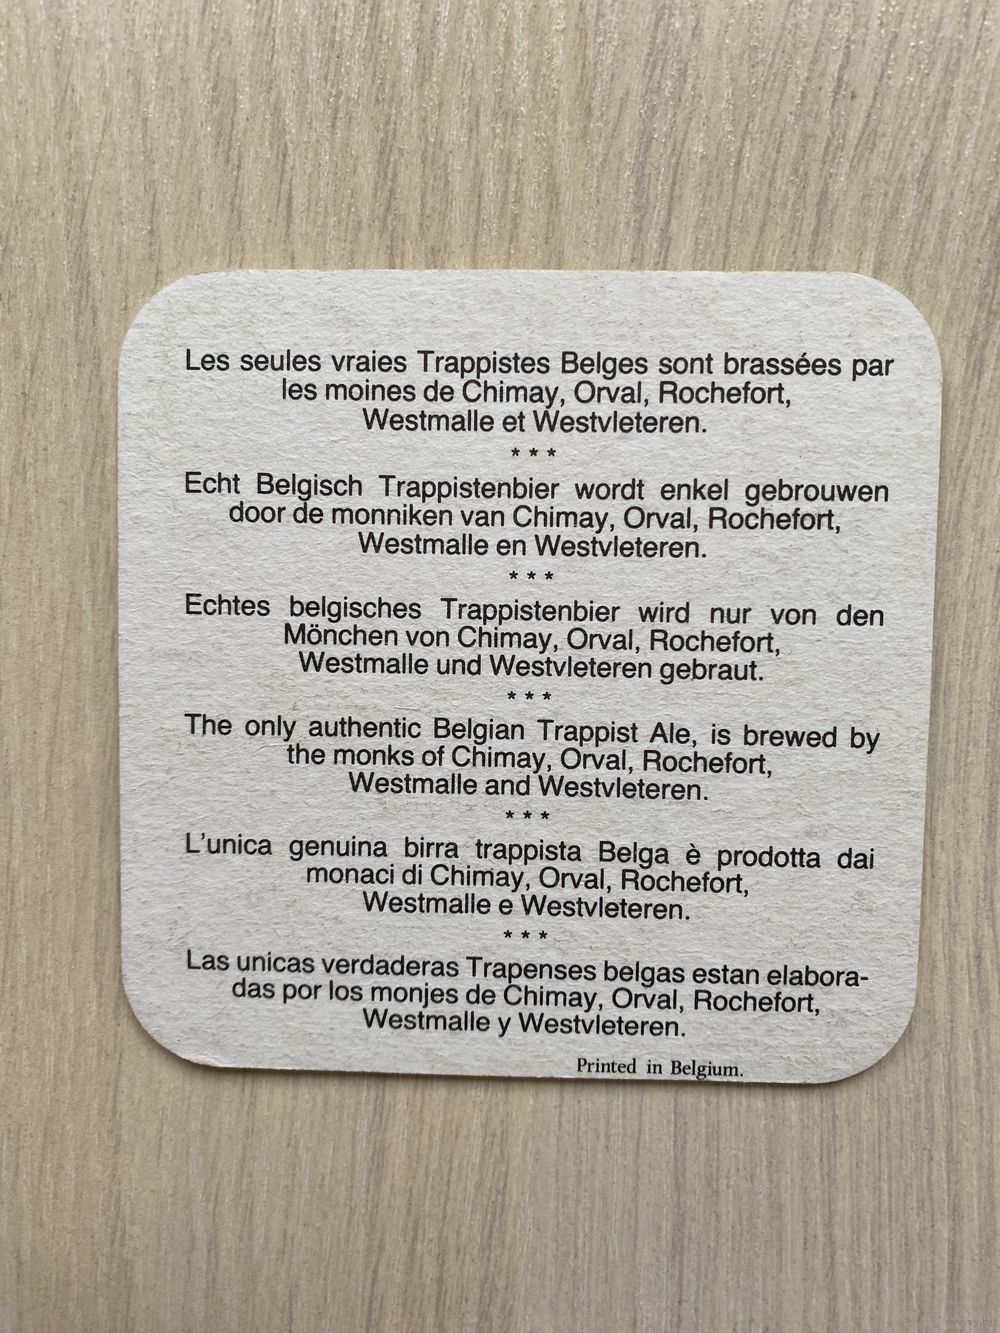 Les seules vraies Trappistes Belges sont brassées par
les moines de Chimay, Orval, Rochefort,
Westmalle et Westvleteren.
* * *
Echt Belgisch Trappistenbier wordt enkel gebrouwen
door de monniken van Chimay, Orval, Rochefort,
Westmalle en Westvleteren.
* * *
Echtes belgisches Trappistenbier wird nur von den
Mönchen von Chimay, Orval, Rochefort,
Westmalle und Westvleteren gebraut.
* * *
The only authentic Belgian Trappist Ale, is brewed by
the monks of Chimay, Orval, Rochefort,
Westmalle and Westvleteren.
* * *
L'unica genuina birra trappista Belga è prodotta dai
monaci di Chimay, Orval, Rochefort,
Westmalle e Westvleteren.
* * *
Las unicas verdaderas Trapenses belgas estan elabora-
das por los monjes de Chimay, Orval, Rochefort,
Westmalle y Westvleteren.
Printed in Belgium.
www.ay.by